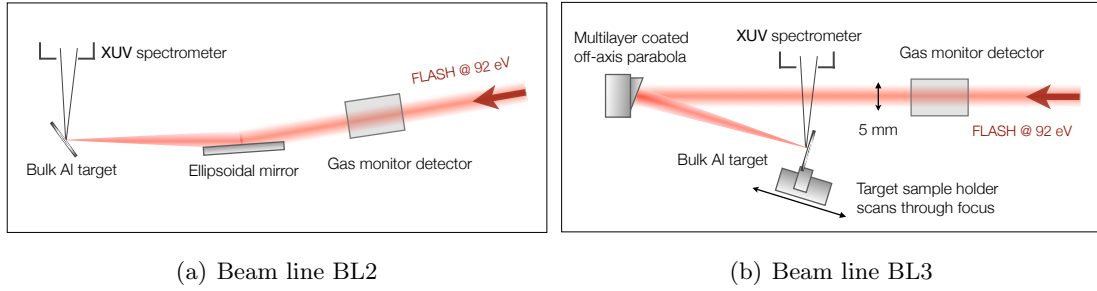 XUV spectrometer
FLASH @ 92 eV
Bulk Al target
Ellipsoidal mirror
Gas monitor detector
(a) Beam line BL2
Multilayer coated
off-axis parabola
XUV spectrometer
Gas monitor detector
5 mm
FLASH @ 92 eV
Bulk Al target
Target sample holder
scans through focus
(b) Beam line BL3